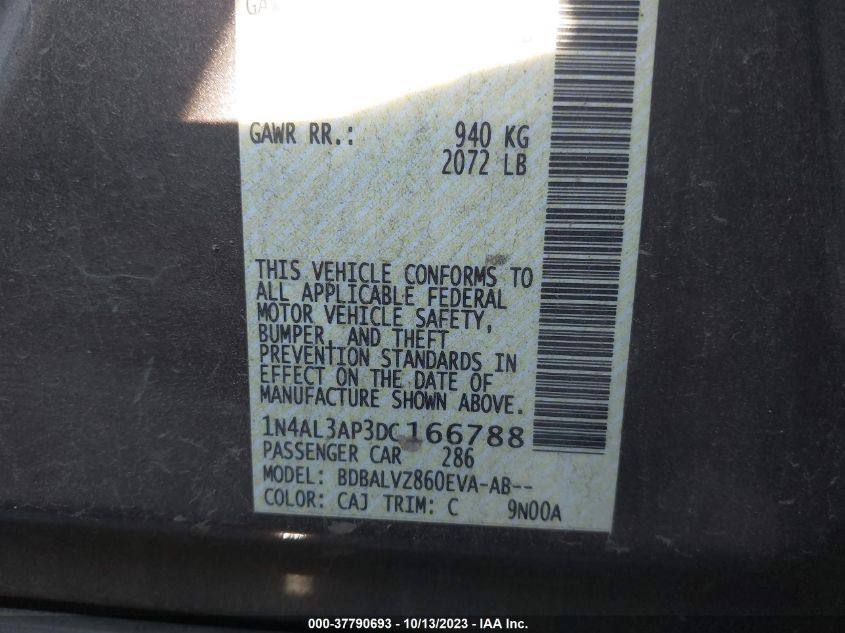 GAWR RR.: 940 KG
2072 LB
THIS VEHICLE CONFORMS TO
ALL APPLICABLE FEDERAL
MOTOR VEHICLE SAFETY,
BUMPER, AND THEFT
PREVENTION STANDARDS IN
EFFECT ON THE DATE OF
MANUFACTURE SHOWN ABOVE.
1N4AL3AP3DC166788
PASSENGER CAR 286
MODEL: BDBALVZ860EVA-AB--
COLOR: CAJ TRIM: C 9N00A
000-37790693 - 10/13/2023 - IAA Inc.